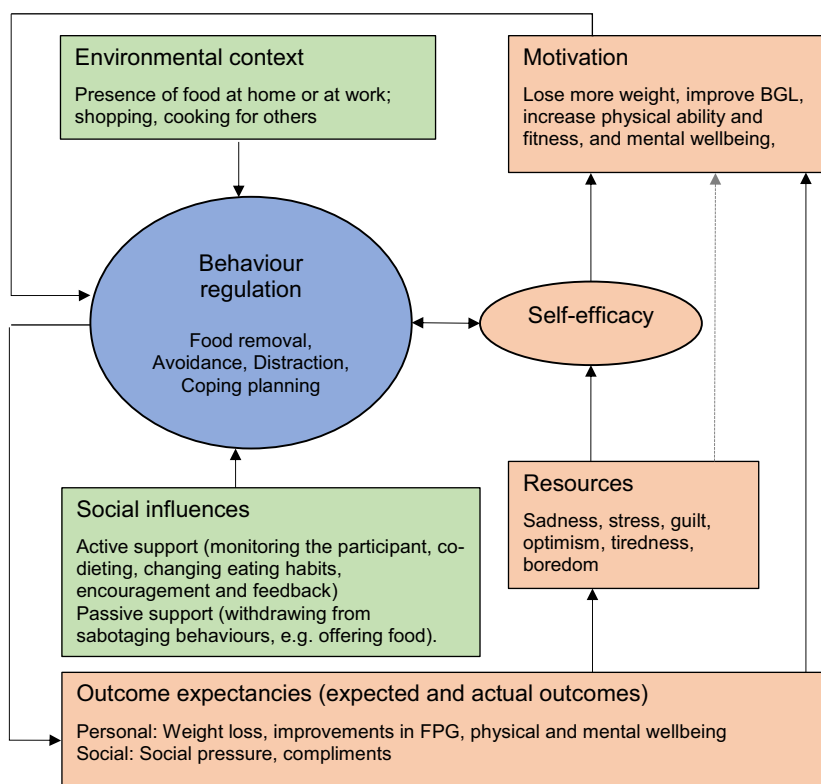 Environmental context
Presence of food at home or at work;
shopping, cooking for others
Motivation
Lose more weight, improve BGL,
increase physical ability and
fitness, and mental wellbeing,
Behaviour
regulation
Food removal,
Avoidance, Distraction,
Coping planning
Self-efficacy
Social influences
Active support (monitoring the participant, co-
dieting, changing eating habits,
encouragement and feedback)
Passive support (withdrawing from
sabotaging behaviours, e.g. offering food).
Resources
Sadness, stress, guilt,
optimism, tiredness,
boredom
Outcome expectancies (expected and actual outcomes)
Personal: Weight loss, improvements in FPG, physical and mental wellbeing
Social: Social pressure, compliments